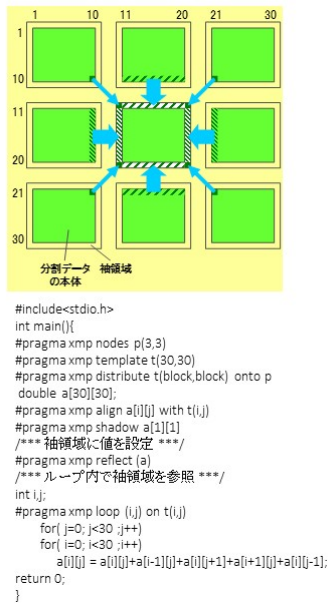 1 10 11 20 21 30
1
10
11
20
21
30
分割データ 袖領域
の本体
#include<stdio.h>
int main(){
#pragma xmp nodes p(3,3)
#pragma xmp template t(30,30)
#pragma xmp distribute t(block,block) onto p
double a[30][30];
#pragma xmp align a[i][j] with t(i,j)
#pragma xmp shadow a[1][1]
/*** 袖領域に値を設定 ***/
#pragma xmp reflect (a)
/*** ループ内で袖領域を参照 ***/
int i,j;
#pragma xmp loop (i,j) on t(i,j)
for( j=0; j<30 ;j++)
for( i=0; i<30 ;i++)
a[i][j] = a[i][j]+a[i-1][j]+a[i][j+1]+a[i+1][j]+a[i][j-1];
return 0;
}